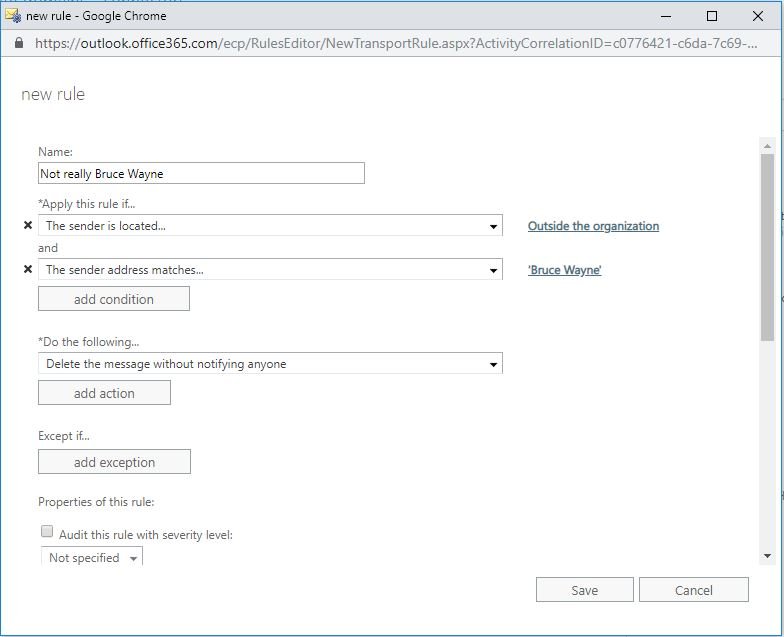 new rule - Google Chrome
https://outlook.office365.com/ecp/RulesEditor/NewTransportRule.aspx?ActivityCorrelationID=c0776421-c6da-7c69-...
new rule
Name:
Not really Bruce Wayne
*Apply this rule if...
The sender is located... Outside the organization
and
The sender address matches... 'Bruce Wayne'
add condition
*Do the following...
Delete the message without notifying anyone
add action
Except if...
add exception
Properties of this rule:
Audit this rule with severity level:
Not specified
Save Cancel